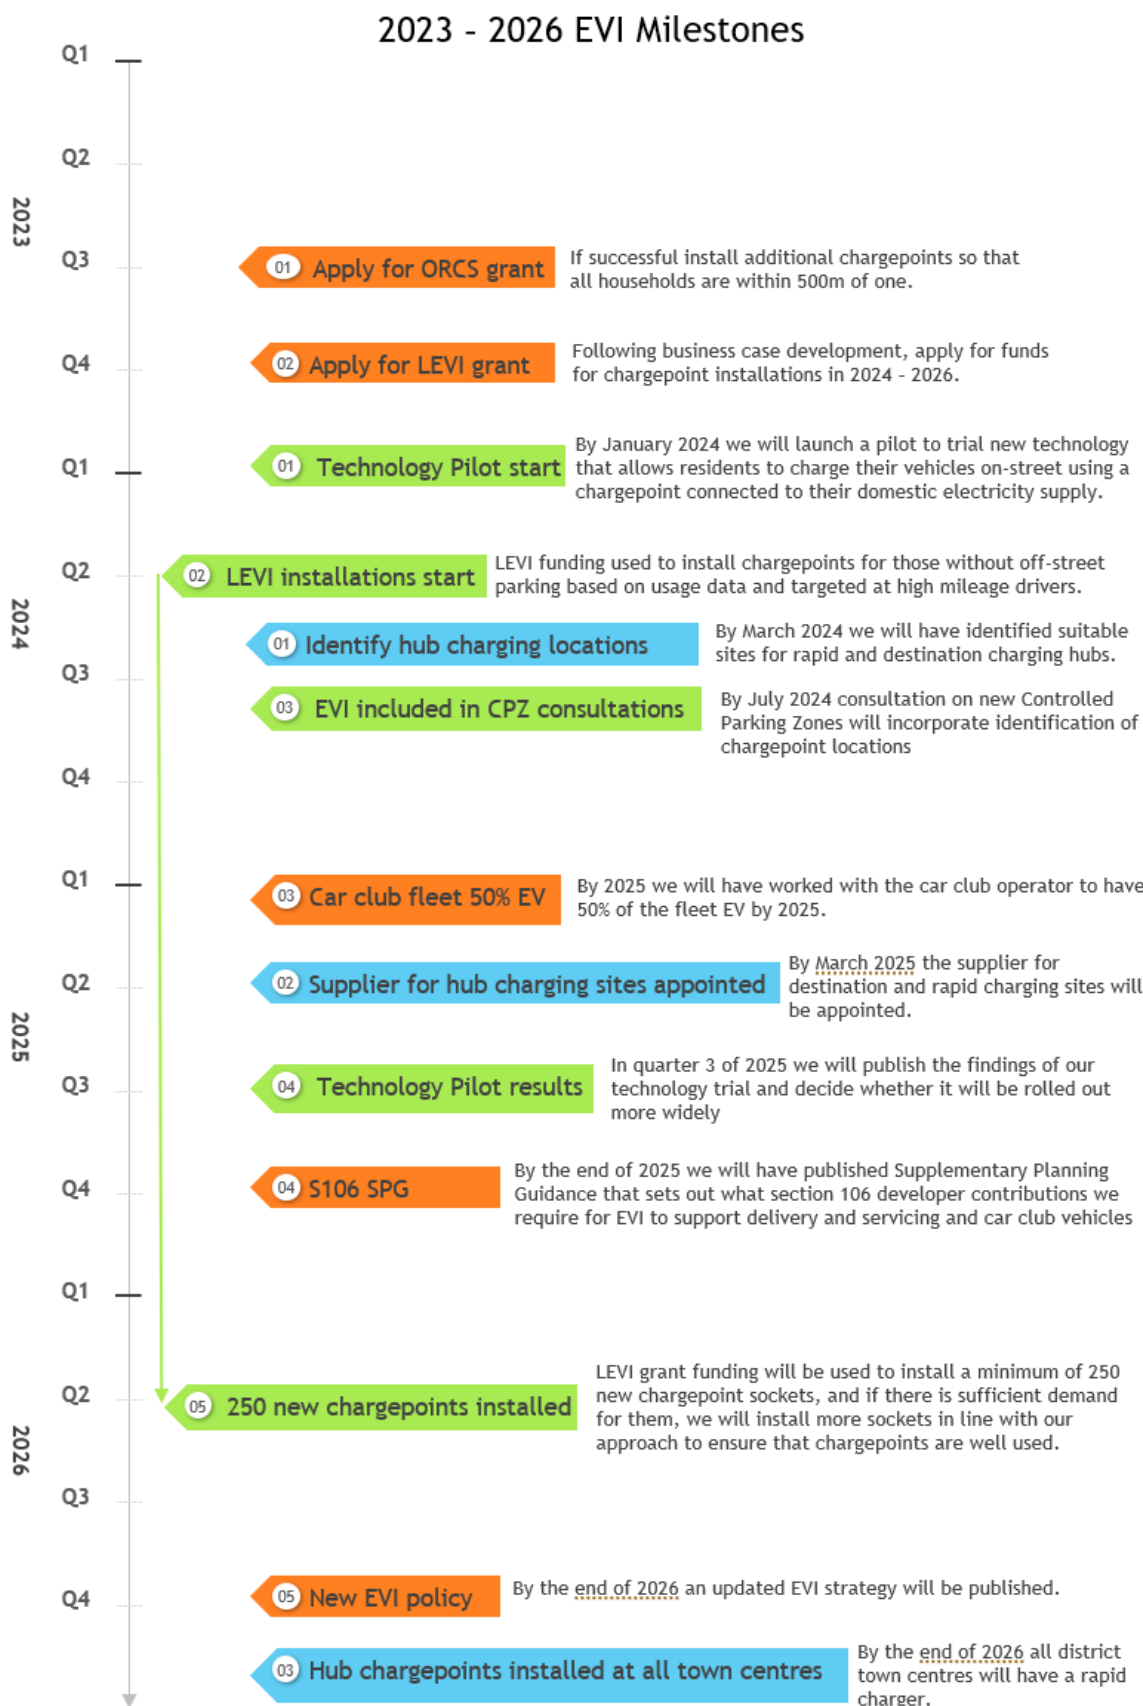 2023 - 2026 EVI Milestones
Q1
Q2
2023
Q3
01 Apply for ORCS grant
If successful install additional chargepoints so that
all households are within 500m of one.
Q4
02 Apply for LEVI grant
Following business case development, apply for funds
for chargepoint installations in 2024 - 2026.
Q1
01 Technology Pilot start
By January 2024 we will launch a pilot to trial new technology
that allows residents to charge their vehicles on-street using a
chargepoint connected to their domestic electricity supply.
Q2
02 LEVI installations start
LEVI funding used to install chargepoints for those without off-street
parking based on usage data and targeted at high mileage drivers.
2024
01 Identify hub charging locations
By March 2024 we will have identified suitable
sites for rapid and destination charging hubs.
Q3
03 EVI included in CPZ consultations
By July 2024 consultation on new Controlled
Parking Zones will incorporate identification of
chargepoint locations
Q4
Q1
03 Car club fleet 50% EV
By 2025 we will have worked with the car club operator to have
50% of the fleet EV by 2025.
Q2
02 Supplier for hub charging sites appointed
By March 2025 the supplier for
destination and rapid charging sites will
be appointed.
2025
Q3
04 Technology Pilot results
In quarter 3 of 2025 we will publish the findings of our
technology trial and decide whether it will be rolled out
more widely
Q4
04 S106 SPG
By the end of 2025 we will have published Supplementary Planning
Guidance that sets out what section 106 developer contributions we
require for EVI to support delivery and servicing and car club vehicles
Q1
Q2
05 250 new chargepoints installed
LEVI grant funding will be used to install a minimum of 250
new chargepoint sockets, and if there is sufficient demand
for them, we will install more sockets in line with our
approach to ensure that chargepoints are well used.
2026
Q3
Q4
05 New EVI policy
By the end of 2026 an updated EVI strategy will be published.
03 Hub chargepoints installed at all town centres
By the end of 2026 all district
town centres will have a rapid
charger.